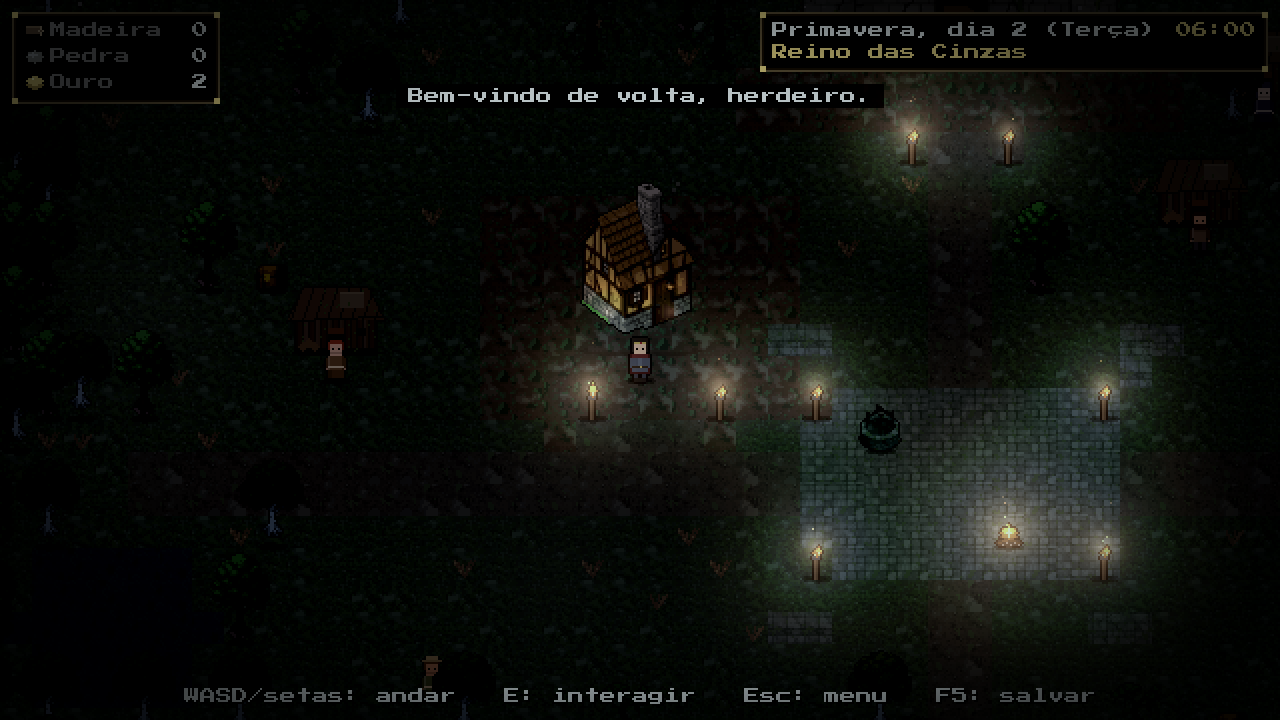 Madeira 0
Pedra 0
Ouro 2
Primavera, dia 2 (Terça) 06:00
Reino das Cinzas
Bem-vindo de volta, herdeiro.
WASD/setas: andar E: interagir Esc: menu F5: salvar